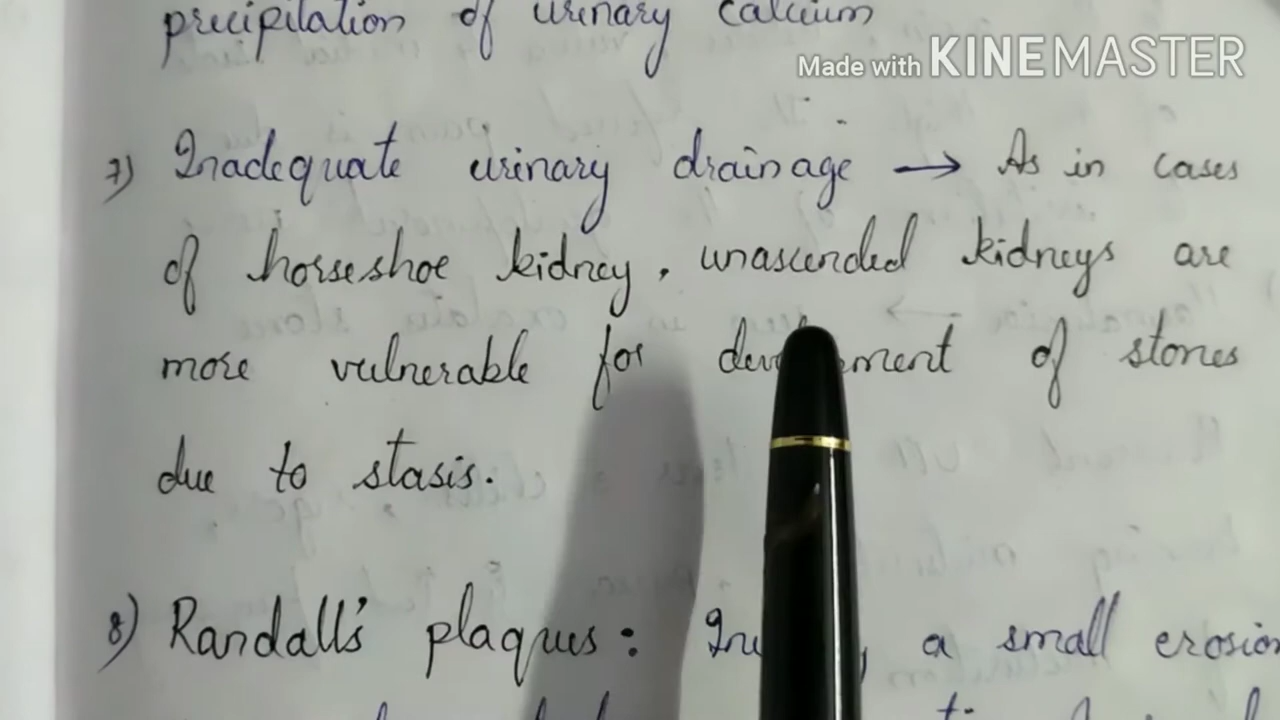 precipitation of urinary calcium
Made with KINEMASTER
7) Inadequate urinary drainage → As in cases
of horseshoe kidney, unascended kidneys are
more vulnerable for of stones
due to stasis.
8) Randall's plaques: a small erosion